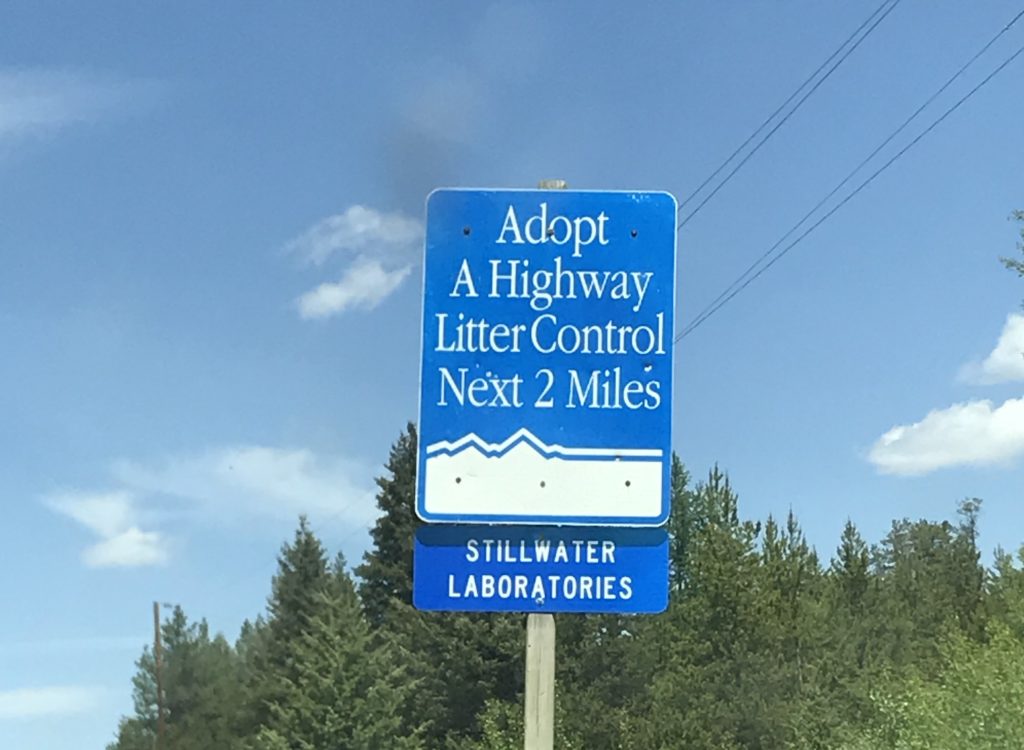 Adopt
A Highway
Litter Control
Next 2 Miles
STILLWATER
LABORATORIES